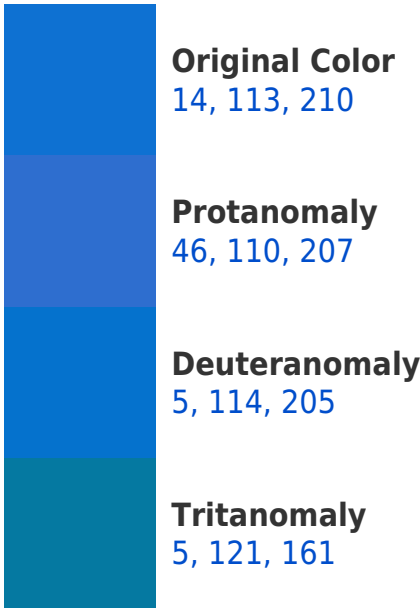 Original Color
14, 113, 210
Protanomaly
46, 110, 207
Deuteranomaly
5, 114, 205
Tritanomaly
5, 121, 161